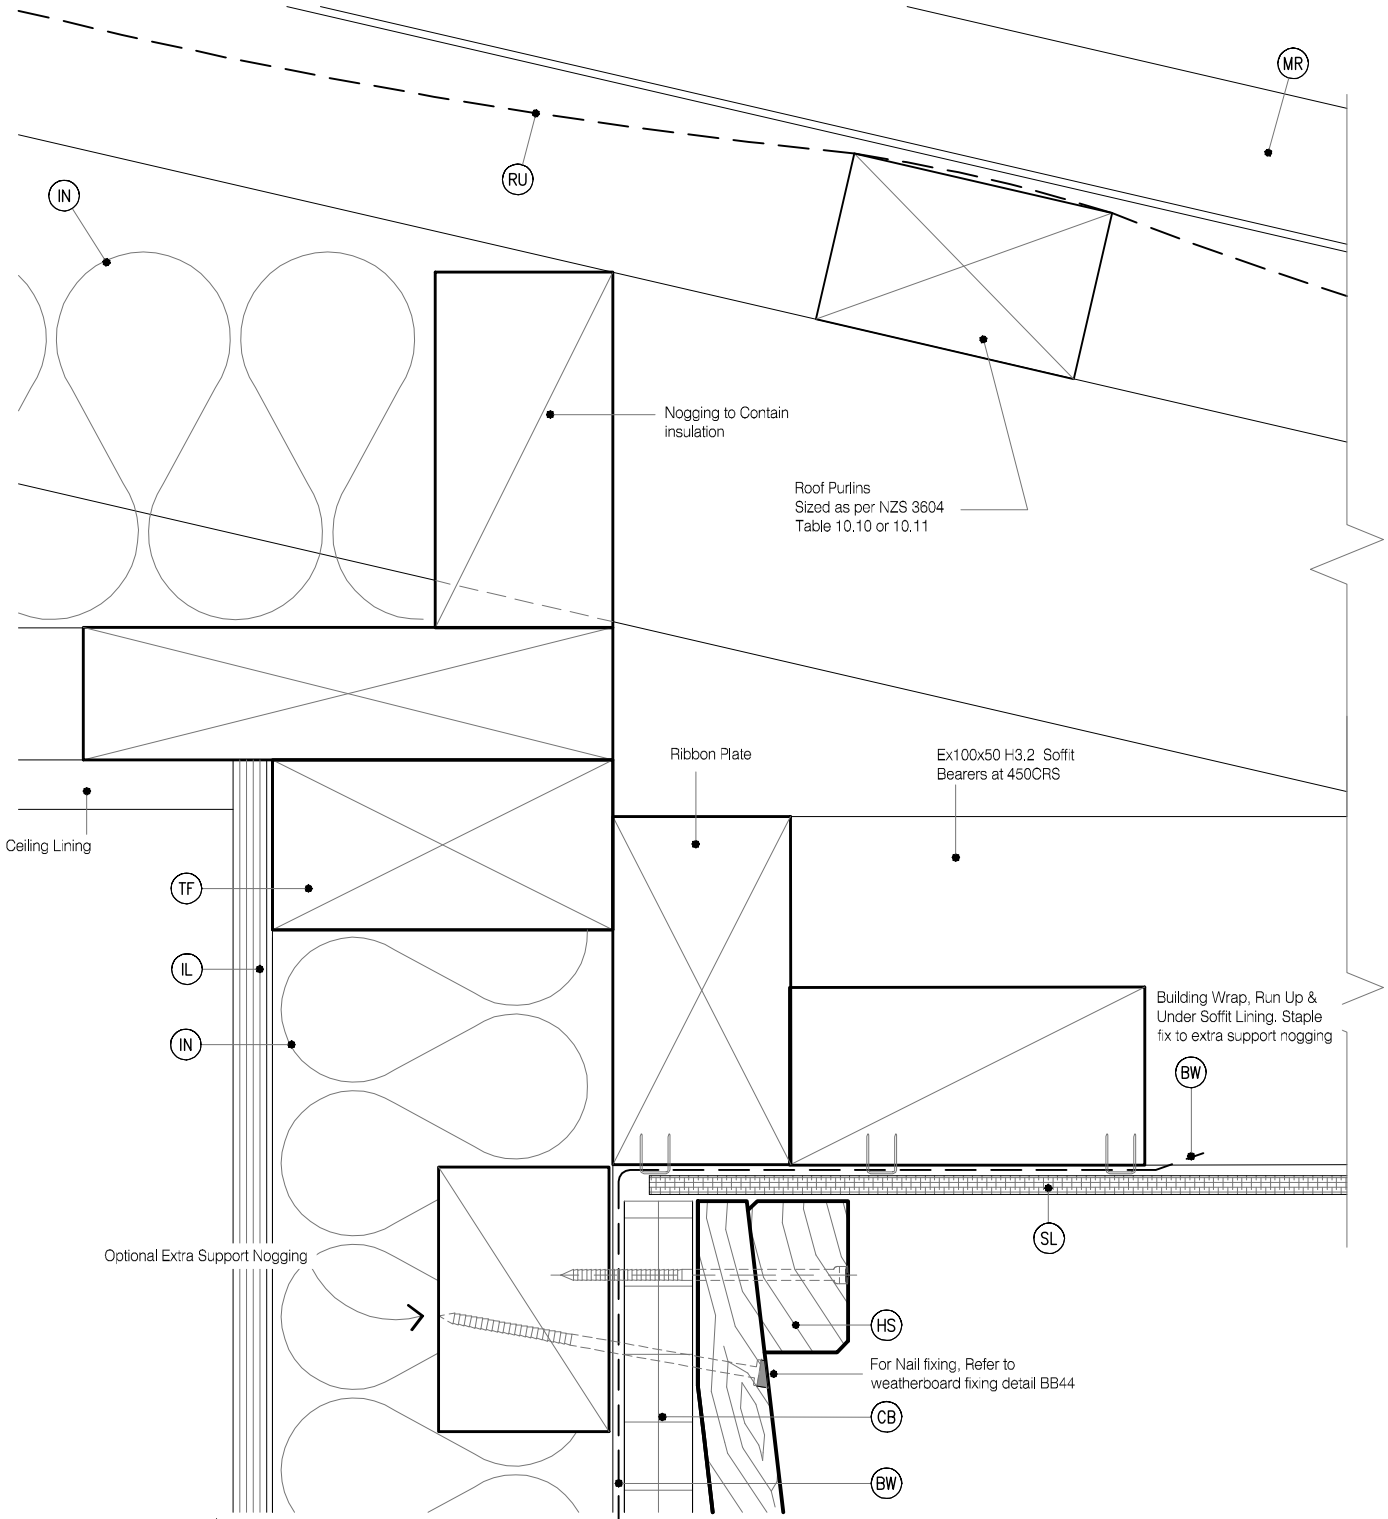 MR
RU
IN
Nogging to Contain
insulation
Roof Purlins
Sized as per NZS 3604
Table 10.10 or 10.11
Ribbon Plate
Ex100x50 H3.2 Soffit
Bearers at 450CRS
Ceiling Lining
TF
IL
IN
Building Wrap, Run Up &
Under Soffit Lining. Staple
fix to extra support nogging
BW
SL
Optional Extra Support Nogging
HS
For Nail fixing, Refer to
weatherboard fixing detail BB44
CB
BW